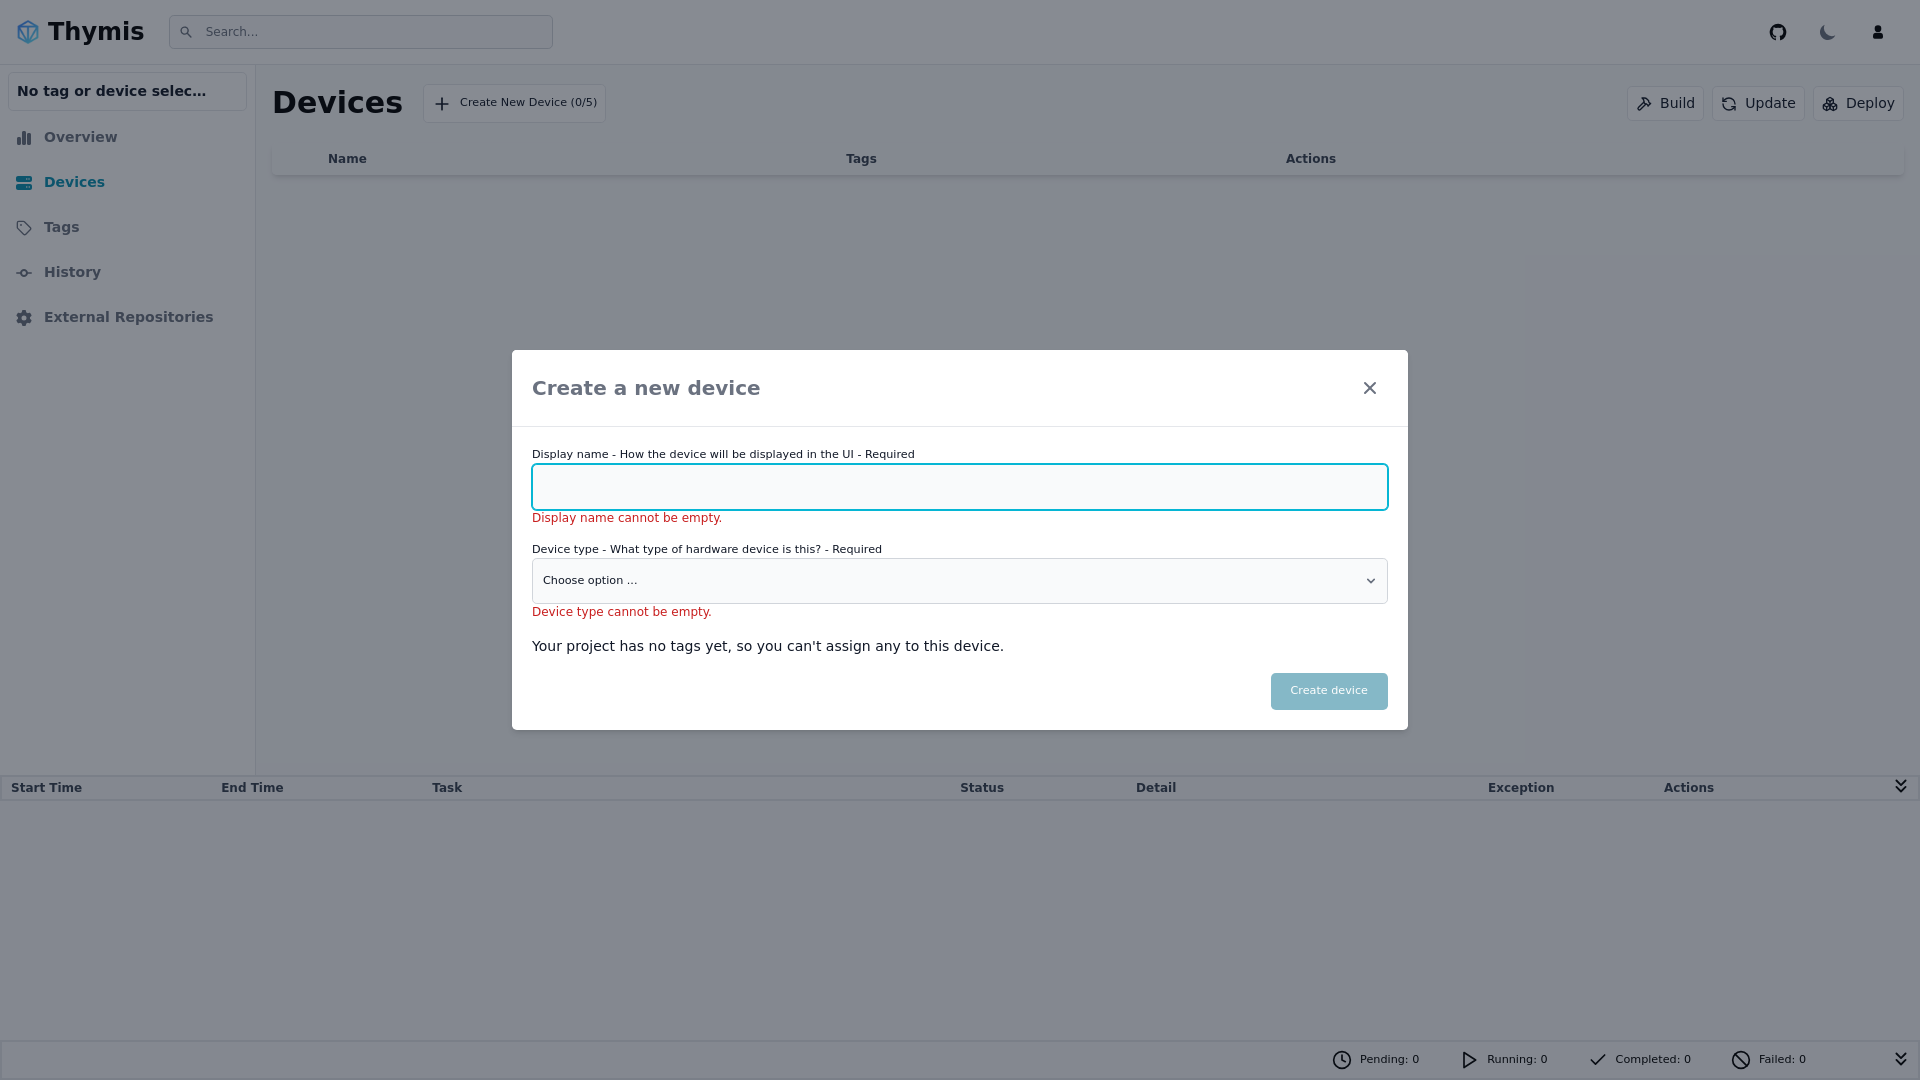 Thymis
Search...
No tag or device selec...
Overview
Devices
Tags
History
External Repositories
Devices
Create New Device (0/5)
Build
Update
Deploy
Name Tags Actions
Create a new device
Display name - How the device will be displayed in the UI - Required
Display name cannot be empty.
Device type - What type of hardware device is this? - Required
Choose option ...
Device type cannot be empty.
Your project has no tags yet, so you can't assign any to this device.
Create device
Start Time End Time Task Status Detail Exception Actions
Pending: 0 Running: 0 Completed: 0 Failed: 0